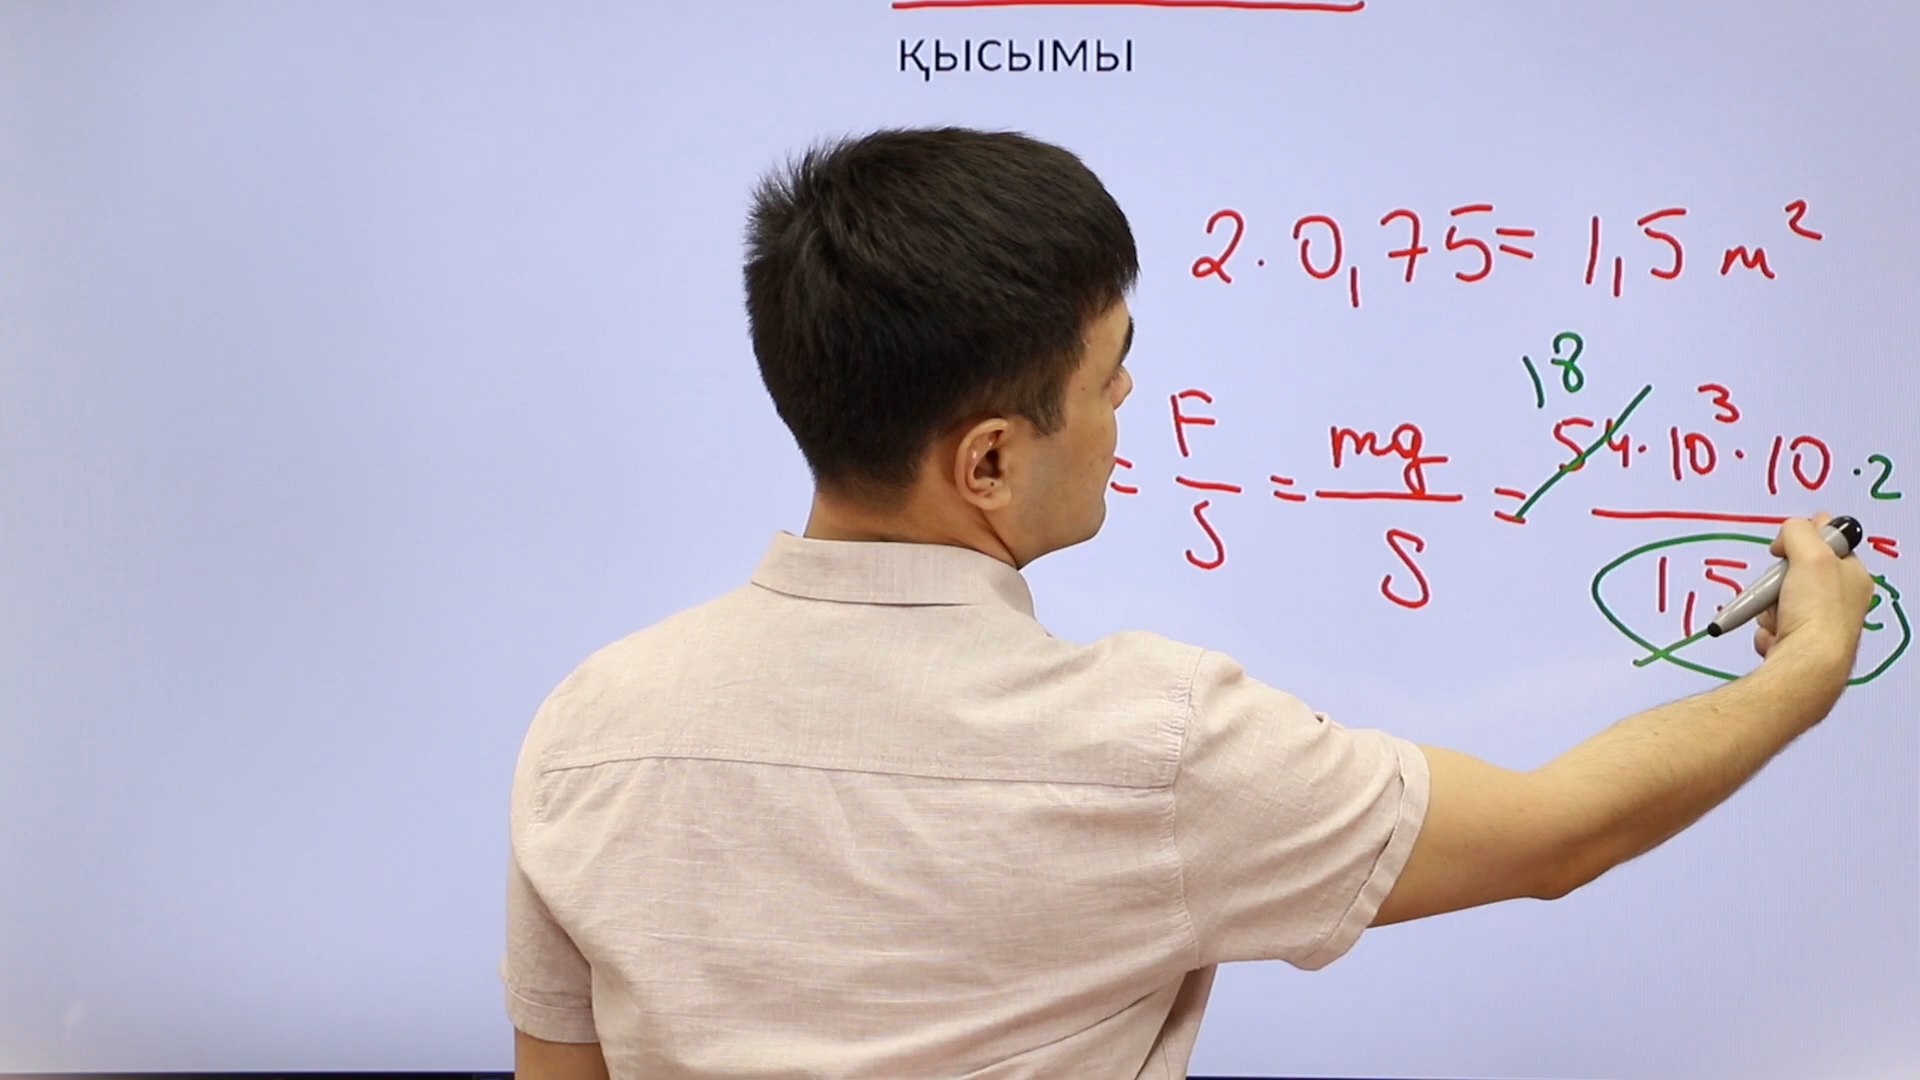 қысымы
2 · 0,75 = 1,5 м²
= F/S = mg/S = 54 · 10³ · 10 · 2 / 1,5 =
18